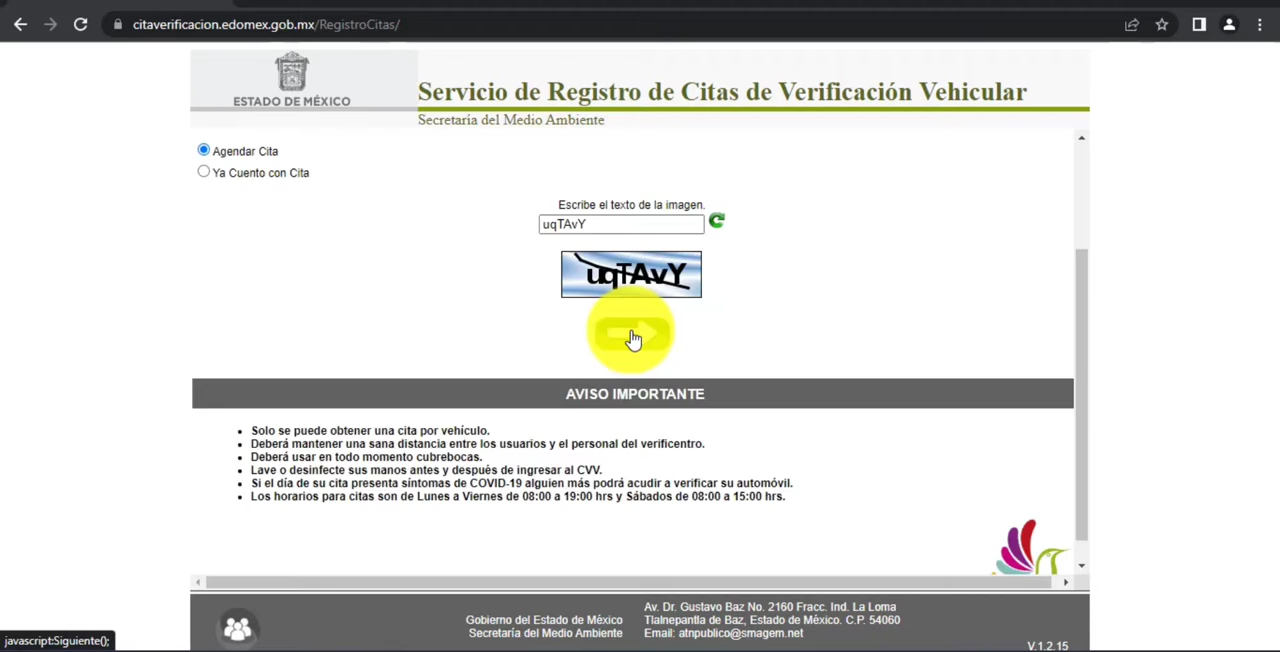 citaverificacion.edomex.gob.mx/RegistroCitas/
ESTADO DE MÉXICO
Servicio de Registro de Citas de Verificación Vehicular
Secretaría del Medio Ambiente
Agendar Cita
Ya Cuento con Cita
Escribe el texto de la imagen.
uqTAvY
uqTAvY
AVISO IMPORTANTE
Solo se puede obtener una cita por vehículo.
Deberá mantener una sana distancia entre los usuarios y el personal del verificentro.
Deberá usar en todo momento cubrebocas.
Lave o desinfecte sus manos antes y después de ingresar al CVV.
Si el día de su cita presenta síntomas de COVID-19 alguien más podrá acudir a verificar su automóvil.
Los horarios para citas son de Lunes a Viernes de 08:00 a 19:00 hrs y Sábados de 08:00 a 15:00 hrs.
Gobierno del Estado de México
Secretaría del Medio Ambiente
Av. Dr. Gustavo Baz No. 2160 Fracc. Ind. La Loma
Tlalnepantla de Baz, Estado de México. C.P. 54060
Email: atnpublico@smagem.net
V.1.2.15
javascript:Siguiente();